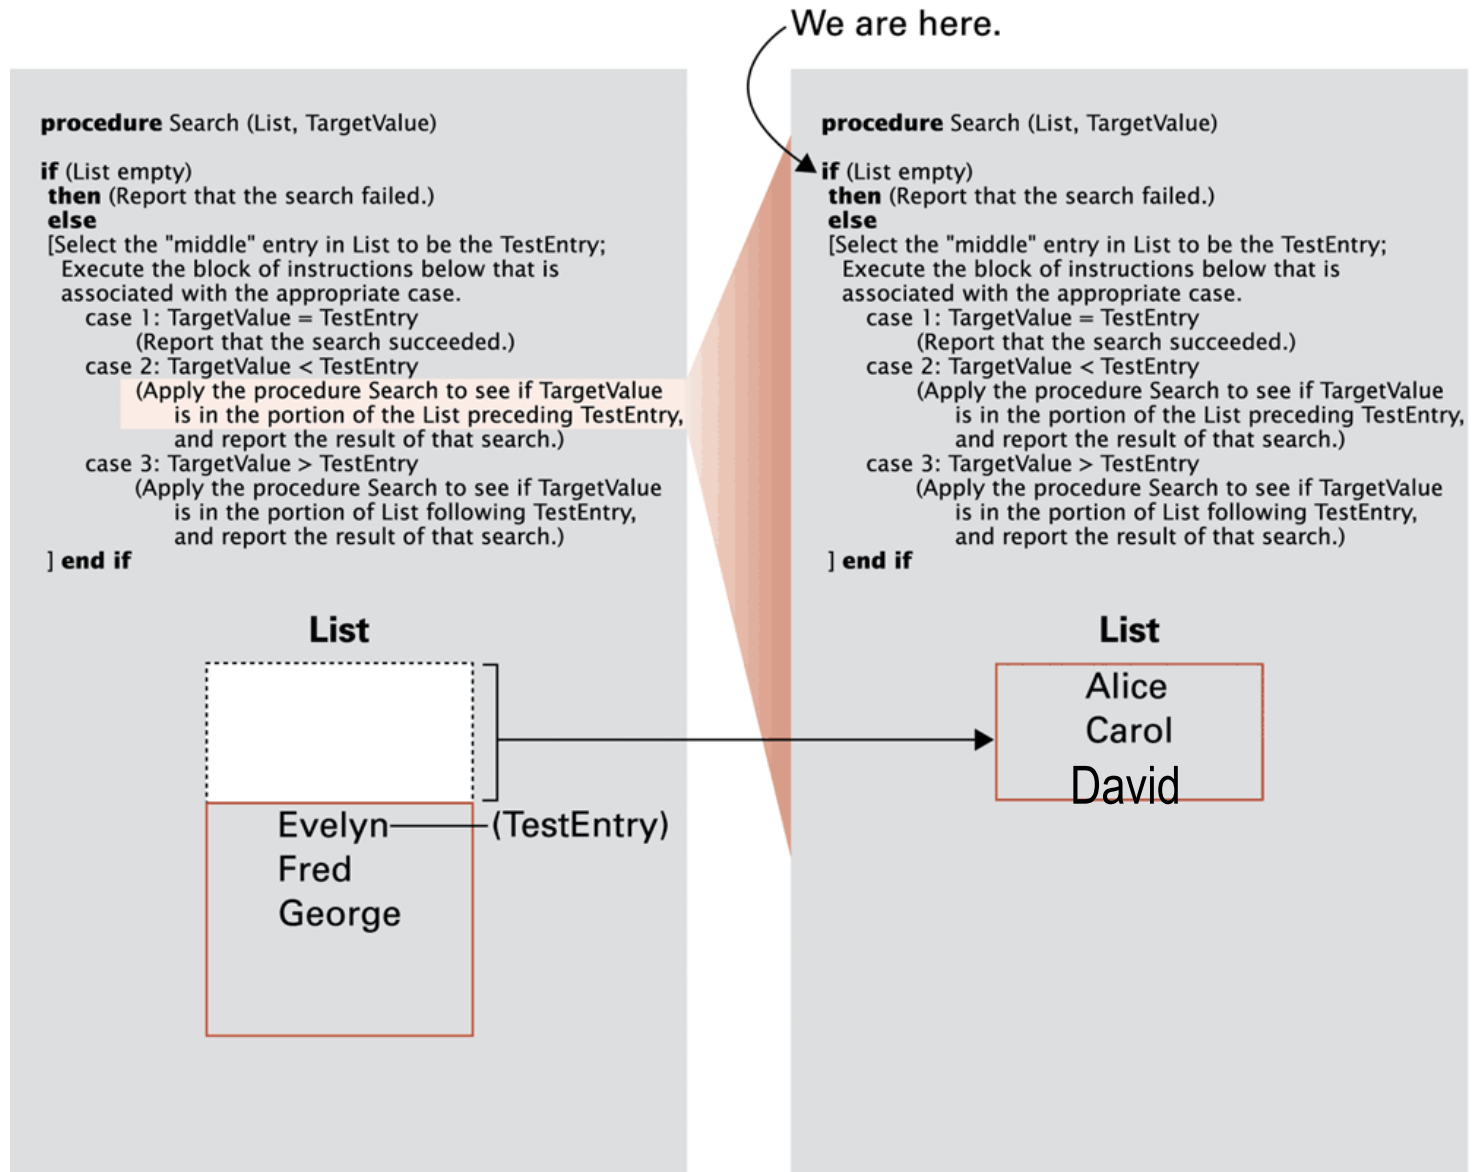 We are here.
procedure Search (List, TargetValue)
if (List empty)
then (Report that the search failed.)
else
[Select the "middle" entry in List to be the TestEntry;
Execute the block of instructions below that is
associated with the appropriate case.
case 1: TargetValue = TestEntry
(Report that the search succeeded.)
case 2: TargetValue < TestEntry
(Apply the procedure Search to see if TargetValue
is in the portion of the List preceding TestEntry,
and report the result of that search.)
case 3: TargetValue > TestEntry
(Apply the procedure Search to see if TargetValue
is in the portion of List following TestEntry,
and report the result of that search.)
] end if
List
Evelyn (TestEntry)
Fred
George
procedure Search (List, TargetValue)
if (List empty)
then (Report that the search failed.)
else
[Select the "middle" entry in List to be the TestEntry;
Execute the block of instructions below that is
associated with the appropriate case.
case 1: TargetValue = TestEntry
(Report that the search succeeded.)
case 2: TargetValue < TestEntry
(Apply the procedure Search to see if TargetValue
is in the portion of the List preceding TestEntry,
and report the result of that search.)
case 3: TargetValue > TestEntry
(Apply the procedure Search to see if TargetValue
is in the portion of List following TestEntry,
and report the result of that search.)
] end if
List
Alice
Carol
David